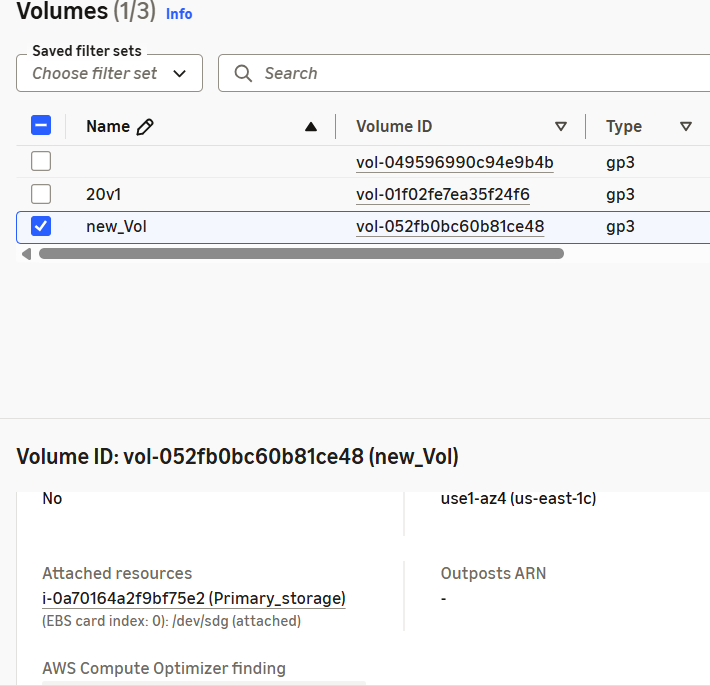 Volumes (1/3) Info
Saved filter sets
Choose filter set
Search
Name Volume ID Type
vol-049596990c94e9b4b gp3
20v1 vol-01f02fe7ea35f24f6 gp3
new_Vol vol-052fb0bc60b81ce48 gp3
Volume ID: vol-052fb0bc60b81ce48 (new_Vol)
No
use1-az4 (us-east-1c)
Attached resources
i-0a70164a2f9bf75e2 (Primary_storage)
(EBS card index: 0): /dev/sdg (attached)
Outposts ARN
-
AWS Compute Optimizer finding